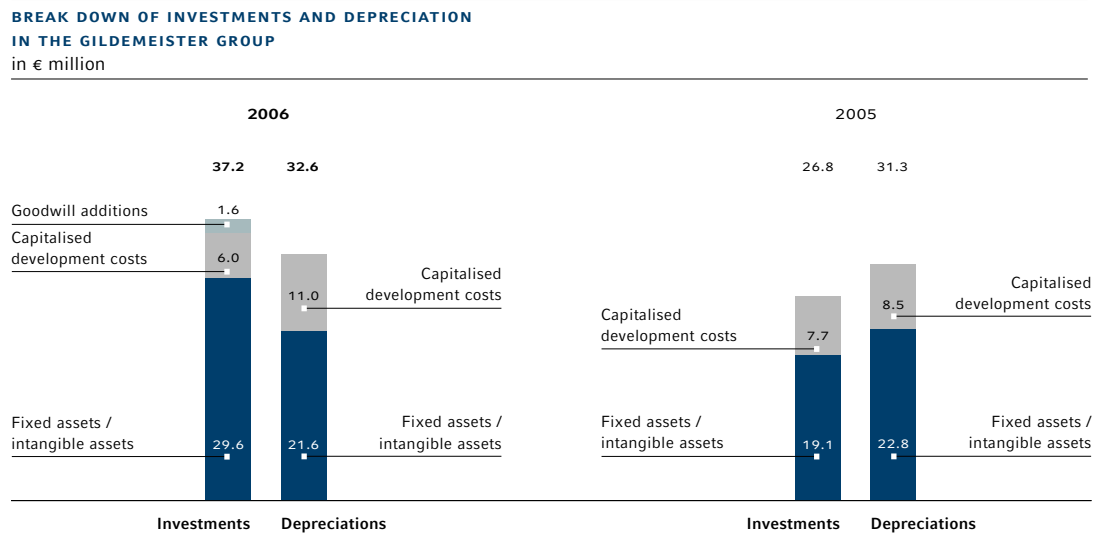 BREAK DOWN OF INVESTMENTS AND DEPRECIATION
IN THE GILDEMEISTER GROUP
in € million
2006
37.2 32.6
Goodwill additions 1.6
Capitalised
development costs 6.0
Capitalised
11.0 development costs
Fixed assets / Fixed assets /
intangible assets 29.6 21.6 intangible assets
Investments Depreciations
2005
26.8 31.3
Capitalised
8.5 development costs
Capitalised
development costs 7.7
Fixed assets / Fixed assets /
intangible assets 19.1 22.8 intangible assets
Investments Depreciations